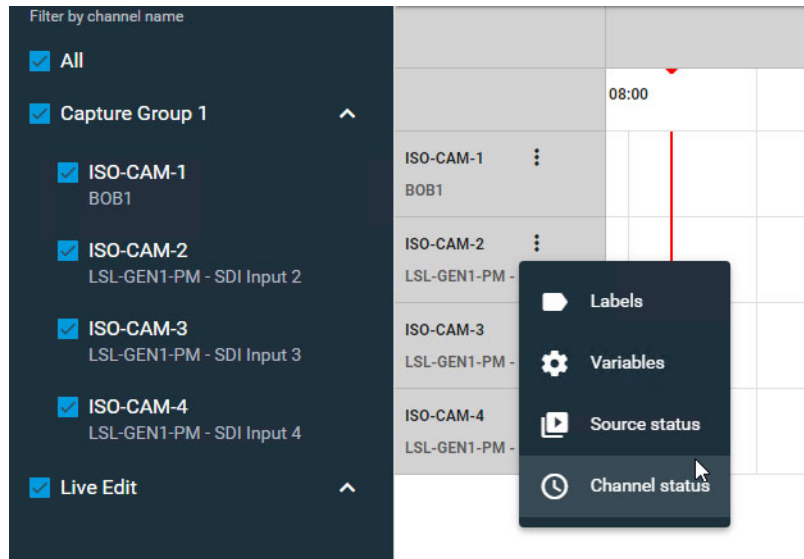 Filter by channel name
All
Capture Group 1
ISO-CAM-1
BOB1
ISO-CAM-2
LSL-GEN1-PM - SDI Input 2
ISO-CAM-3
LSL-GEN1-PM - SDI Input 3
ISO-CAM-4
LSL-GEN1-PM - SDI Input 4
Live Edit
08:00
ISO-CAM-1
BOB1
ISO-CAM-2
LSL-GEN1-PM -
ISO-CAM-3
LSL-GEN1-PM -
ISO-CAM-4
LSL-GEN1-PM -
Labels
Variables
Source status
Channel status